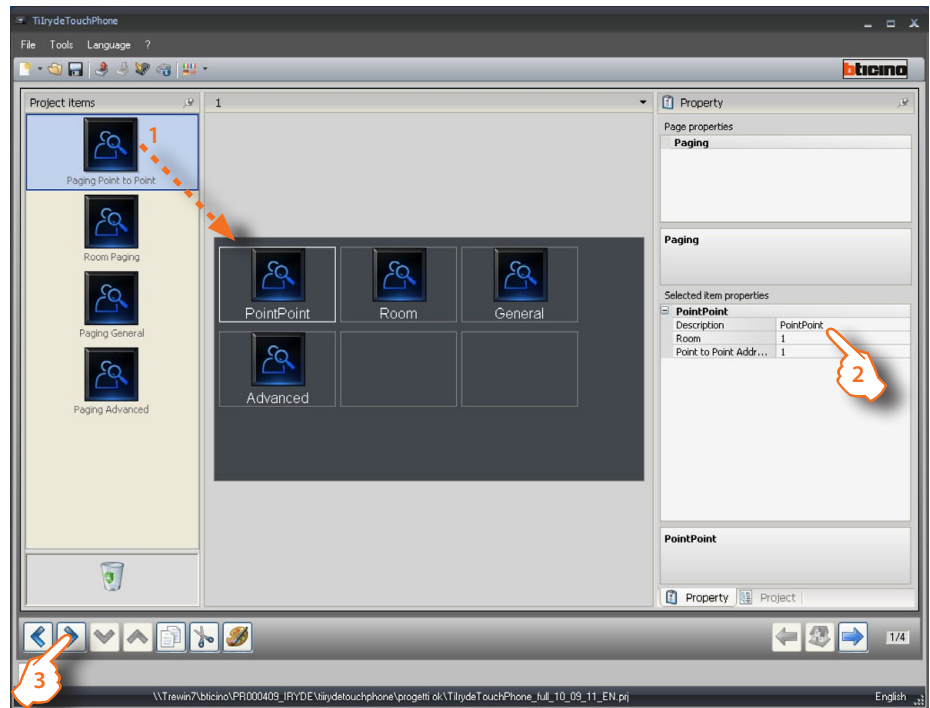 TiIrydeTouchPhone
File Tools Language ?
bticino
Project items
1
Property
Paging Point to Point
Room Paging
Paging General
Paging Advanced
1
PointPoint
Room
General
Advanced
Page properties
Paging
Paging
Selected item properties
PointPoint
Description PointPoint
Room 1
Point to Point Addr... 1
2
PointPoint
Property Project
1/4
3
\\Trewin7\bticino\PR000409_IRYDE\tiirydetouchphone\progetti ok\TiIrydeTouchPhone_full_10_09_11_EN.prj
English